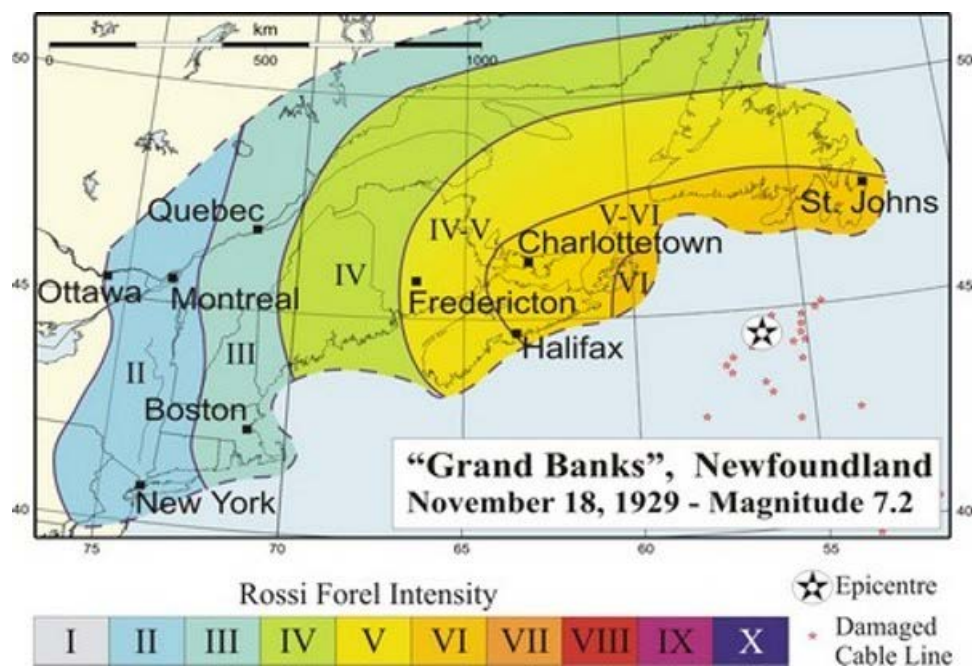 km
0 500 1000
50
50
Quebec
IV-V
V-VI
St. Johns
Charlottetown
45
Ottawa
Montreal
IV
Fredericton
VI
45
III
Halifax
II
Boston
"Grand Banks", Newfoundland
November 18, 1929 - Magnitude 7.2
New York
40
40
75 70 65 60 55
Rossi Forel Intensity
I II III IV V VI VII VIII IX X
Epicentre
Damaged
Cable Line